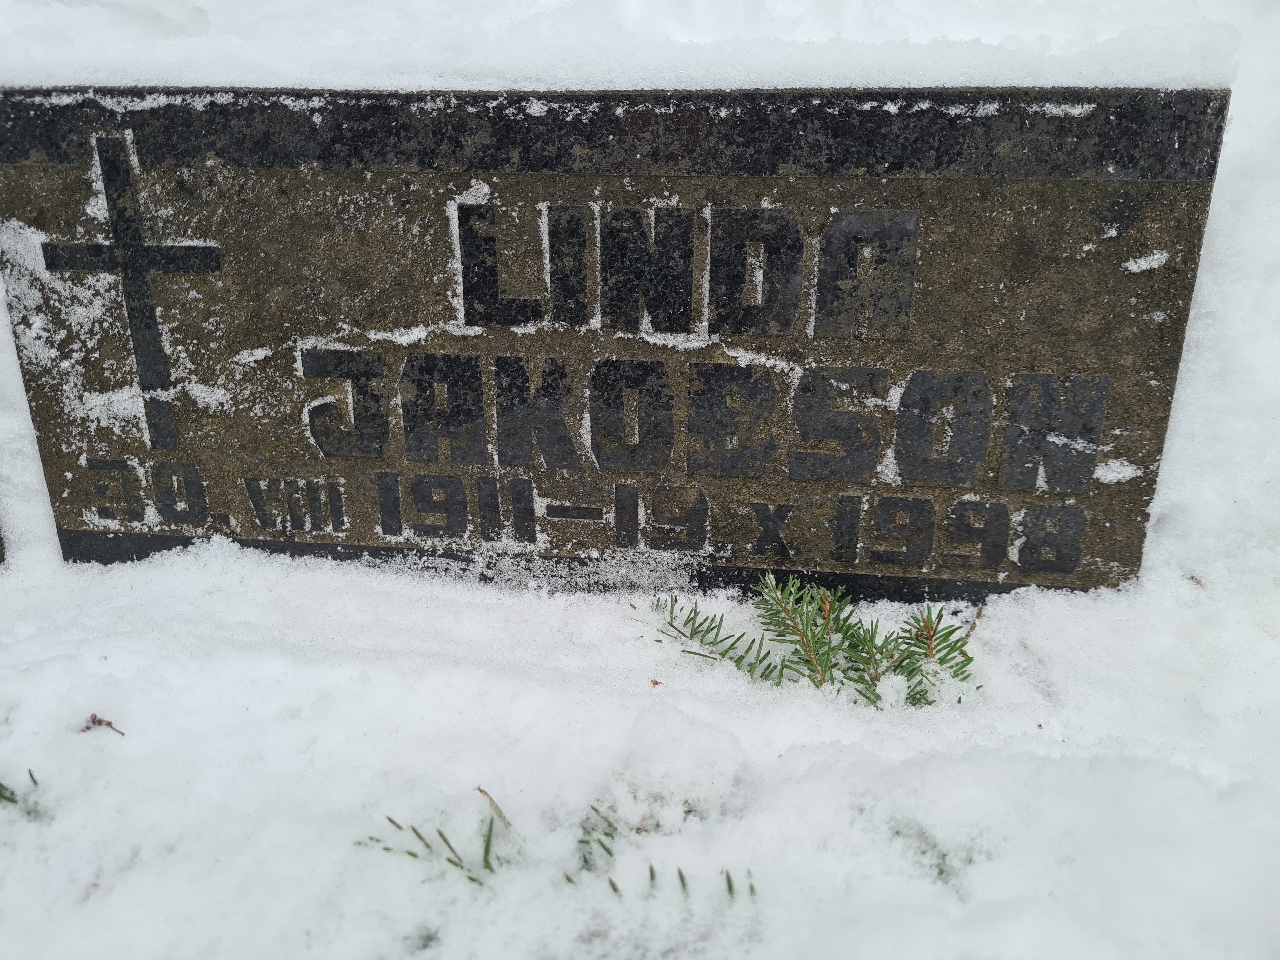 LINDA
JAKOBSON
30. VIII 1911-19 X 1998